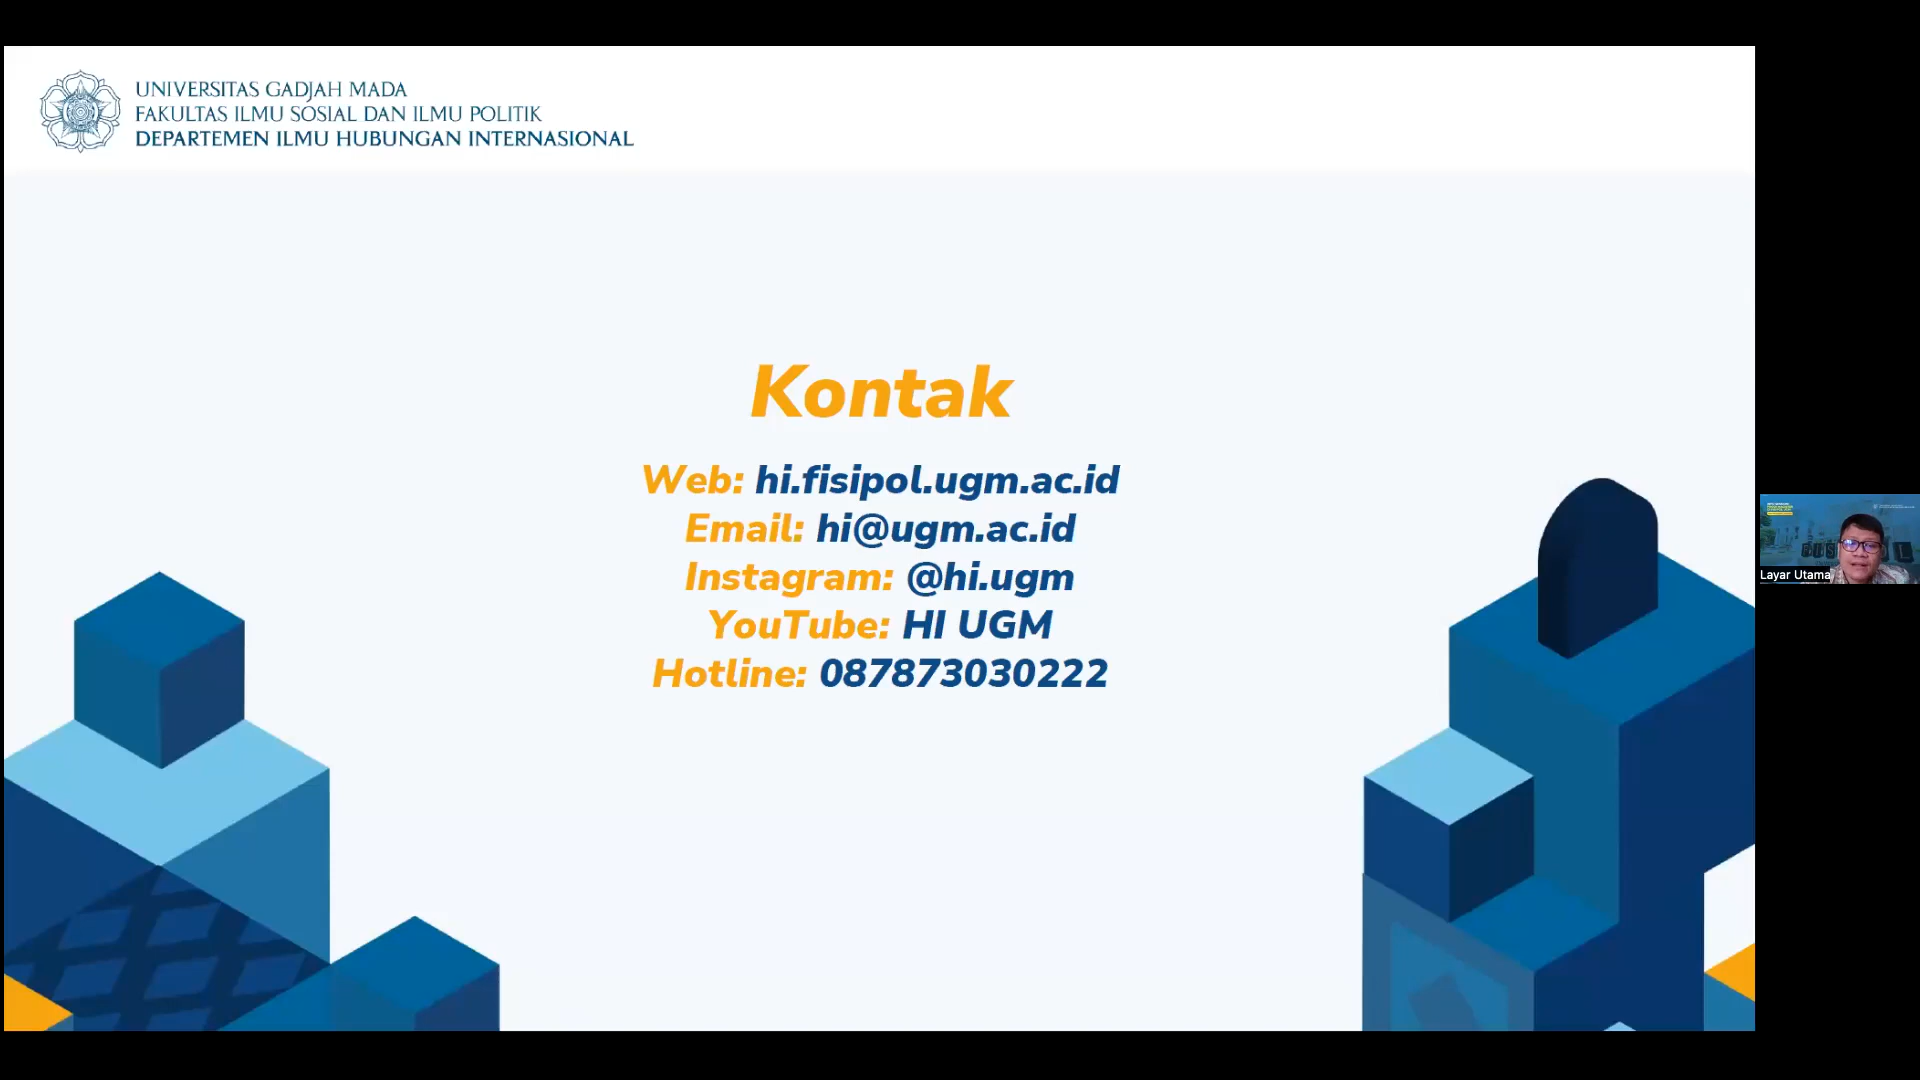 UNIVERSITAS GADJAH MADA
FAKULTAS ILMU SOSIAL DAN ILMU POLITIK
DEPARTEMEN ILMU HUBUNGAN INTERNASIONAL
Kontak
Web: hi.fisipol.ugm.ac.id
Email: hi@ugm.ac.id
Instagram: @hi.ugm
YouTube: HI UGM
Hotline: 087873030222
Layar Utama